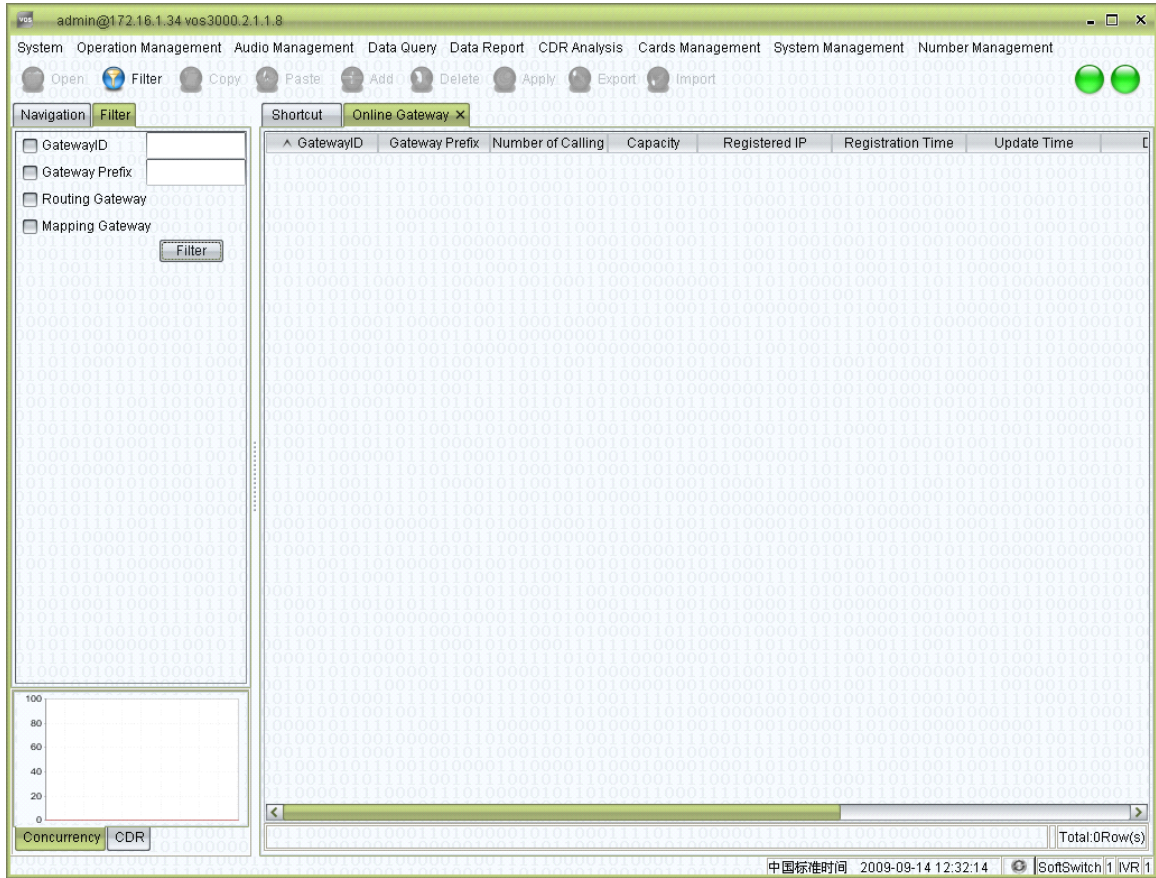 VOS admin@172.16.1.34 vos3000.2.1.1.8
System Operation Management Audio Management Data Query Data Report CDR Analysis Cards Management System Management Number Management
Open Filter Copy Paste Add Delete Apply Export Import
Navigation Filter
Shortcut Online Gateway
GatewayID Gateway Prefix Number of Calling Capacity Registered IP Registration Time Update Time
GatewayID
Gateway Prefix
Routing Gateway
Mapping Gateway
Filter
100
80
60
40
20
0
Concurrency CDR
Total:0Row(s)
中国标准时间 2009-09-14 12:32:14 SoftSwitch 1 IVR 1